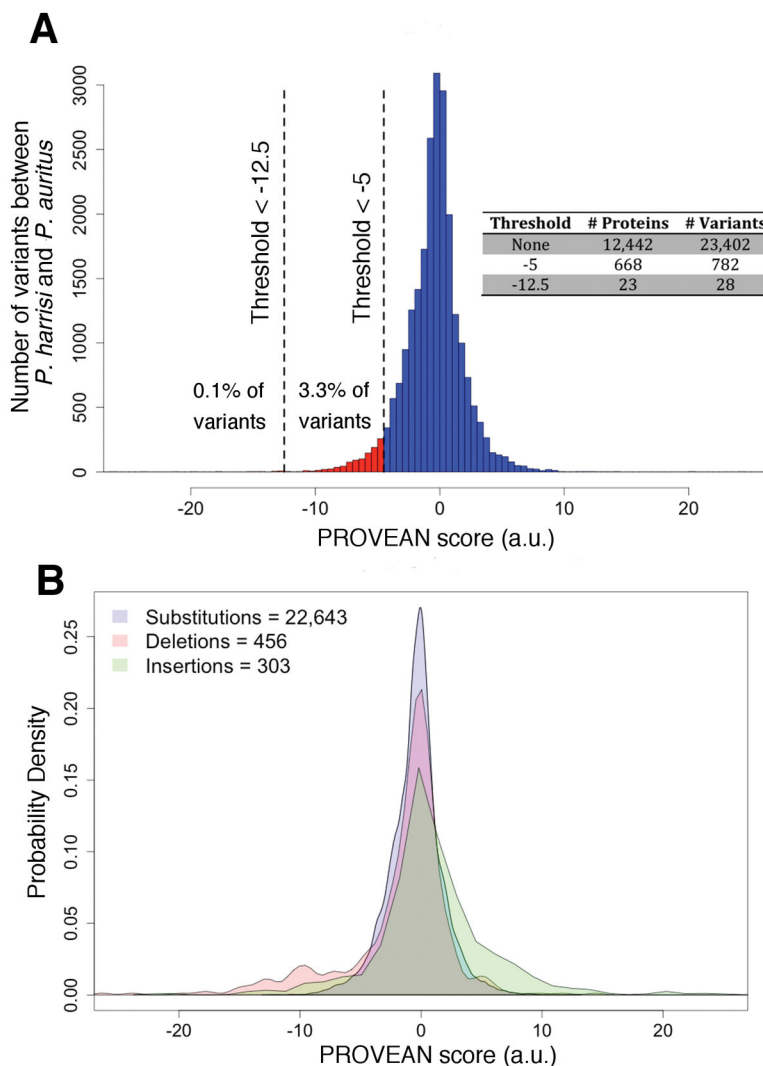 A
Number of variants between
P. harrisi and P. auritus
3000
2500
2000
1500
1000
500
0
Threshold < -12.5
Threshold < -5
0.1% of
variants
3.3% of
variants
Threshold # Proteins # Variants
None 12,442 23,402
-5 668 782
-12.5 23 28
-20 -10 0 10 20
PROVEAN score (a.u.)
B
Probability Density
0.25
0.20
0.15
0.10
0.05
0.00
Substitutions = 22,643
Deletions = 456
Insertions = 303
-20 -10 0 10 20
PROVEAN score (a.u.)